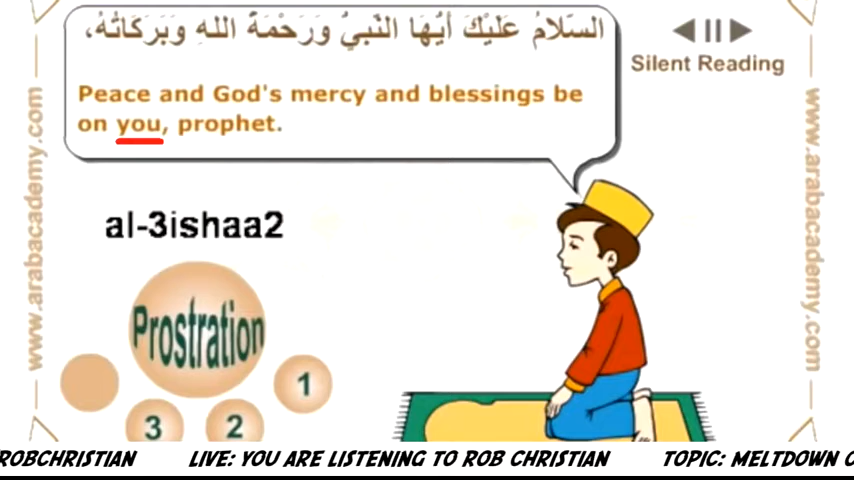 السّلامُ عَلَيْكَ أَيُهَا النّبيُّ وَرَحْمَةُ اللهِ وَبَرَكَاتُهُ،
Peace and God's mercy and blessings be
on you, prophet.
Silent Reading
www.arabacademy.com
www.arabacademy.com
al-3ishaa2
Prostration
1
2
3
ROBCHRISTIAN LIVE: YOU ARE LISTENING TO ROB CHRISTIAN TOPIC: MELTDOWN